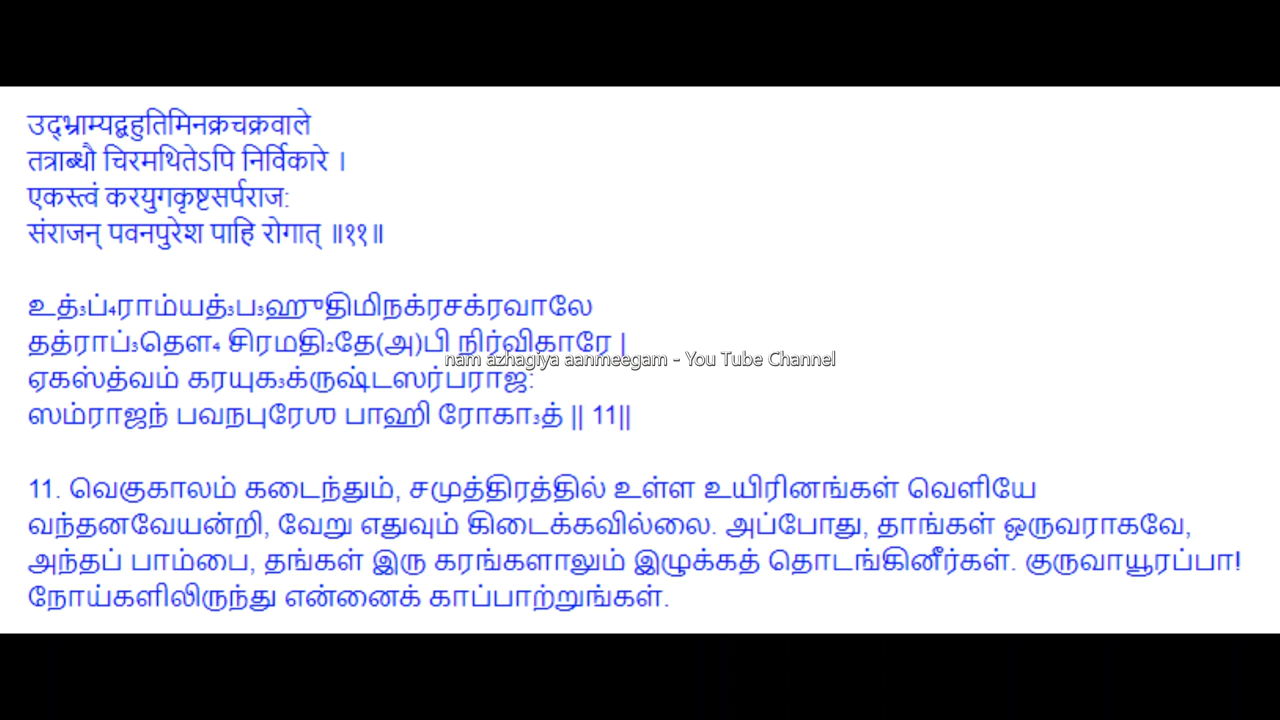 उद्भ्राम्यद्बहुतिमिनक्रचक्रवाले
तत्राब्धौ चिरमथितेऽपि निर्विकारे ।
एकस्त्वं करयुगकृष्टसर्पराज:
संराजन् पवनपुरेश पाहि रोगात् ॥११॥
உத்₃ப்₄ராம்யத்₃ப₃ஹுதிமிநக்ரசக்ரவாலே
தத்ராப்₃தௌ₄ சிரமதி₂தே(அ)பி நிர்விகாரே |
nam azhagiya aanmeegam - You Tube Channel
ஏகஸ்த்வம் கரயுக₃க்ருஷ்டஸர்பராஜ:
ஸம்ராஜந் பவநபுரேஶ பாஹி ரோகா₃த் || 11||
11. வெகுகாலம் கடைந்தும், சமுத்திரத்தில் உள்ள உயிரினங்கள் வெளியே
வந்தனவேயன்றி, வேறு எதுவும் கிடைக்கவில்லை. அப்போது, தாங்கள் ஒருவராகவே,
அந்தப் பாம்பை, தங்கள் இரு கரங்களாலும் இழுக்கத் தொடங்கினீர்கள். குருவாயூரப்பா!
நோய்களிலிருந்து என்னைக் காப்பாற்றுங்கள்.